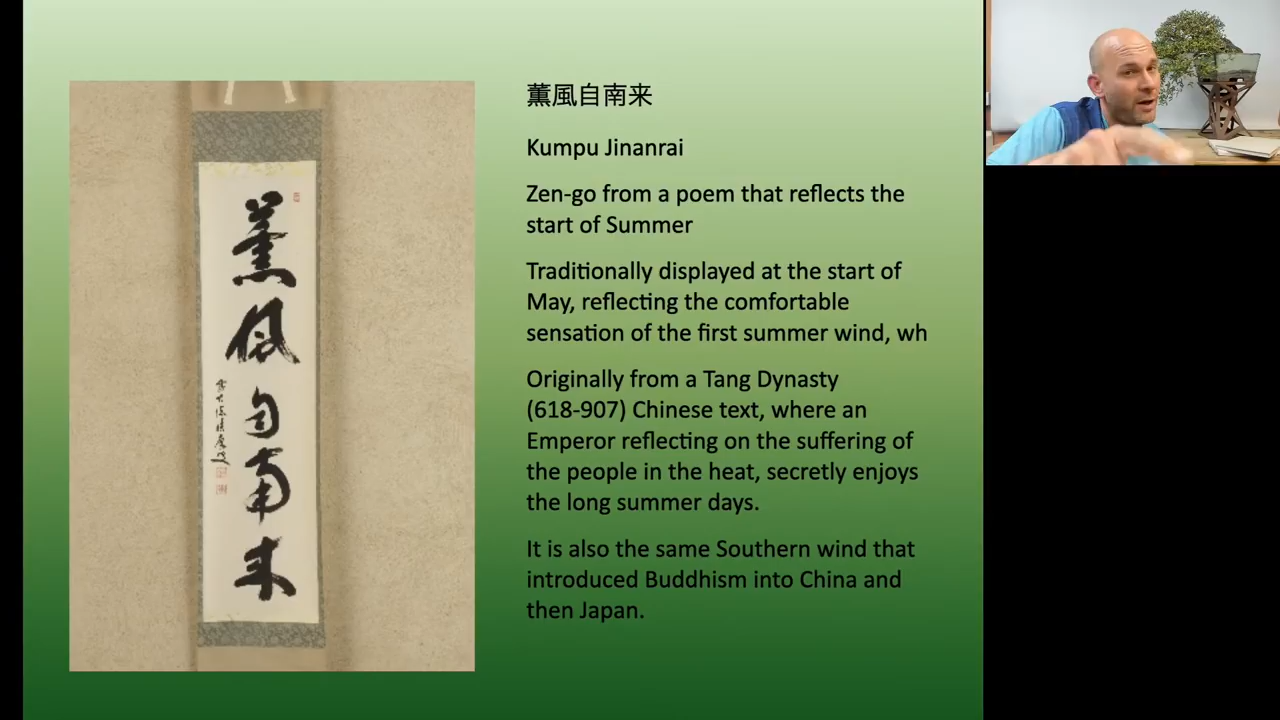 薫風自南来
薫風自南来
Kumpu Jinanrai
Zen-go from a poem that reflects the
start of Summer
Traditionally displayed at the start of
May, reflecting the comfortable
sensation of the first summer wind, wh
Originally from a Tang Dynasty
(618-907) Chinese text, where an
Emperor reflecting on the suffering of
the people in the heat, secretly enjoys
the long summer days.
It is also the same Southern wind that
introduced Buddhism into China and
then Japan.